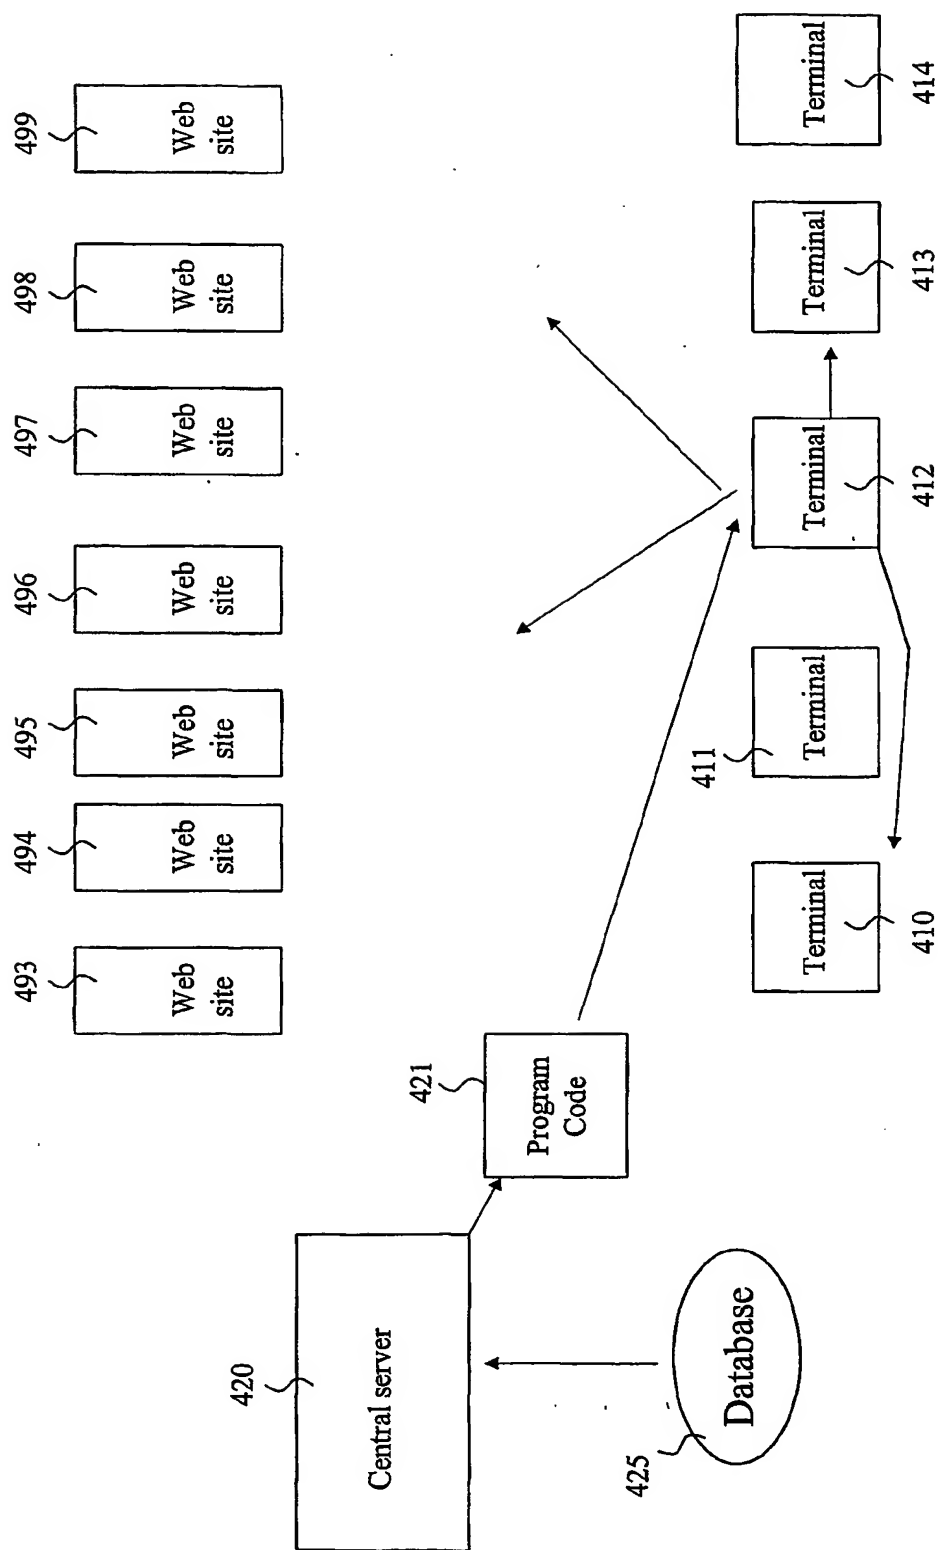 493
494
495
496
497
498
499
Web
site
Web
site
Web
site
Web
site
Web
site
Web
site
Web
site
420
Central server
421
Program
Code
425
Database
411
Terminal
Terminal
Terminal
Terminal
Terminal
410
412
413
414